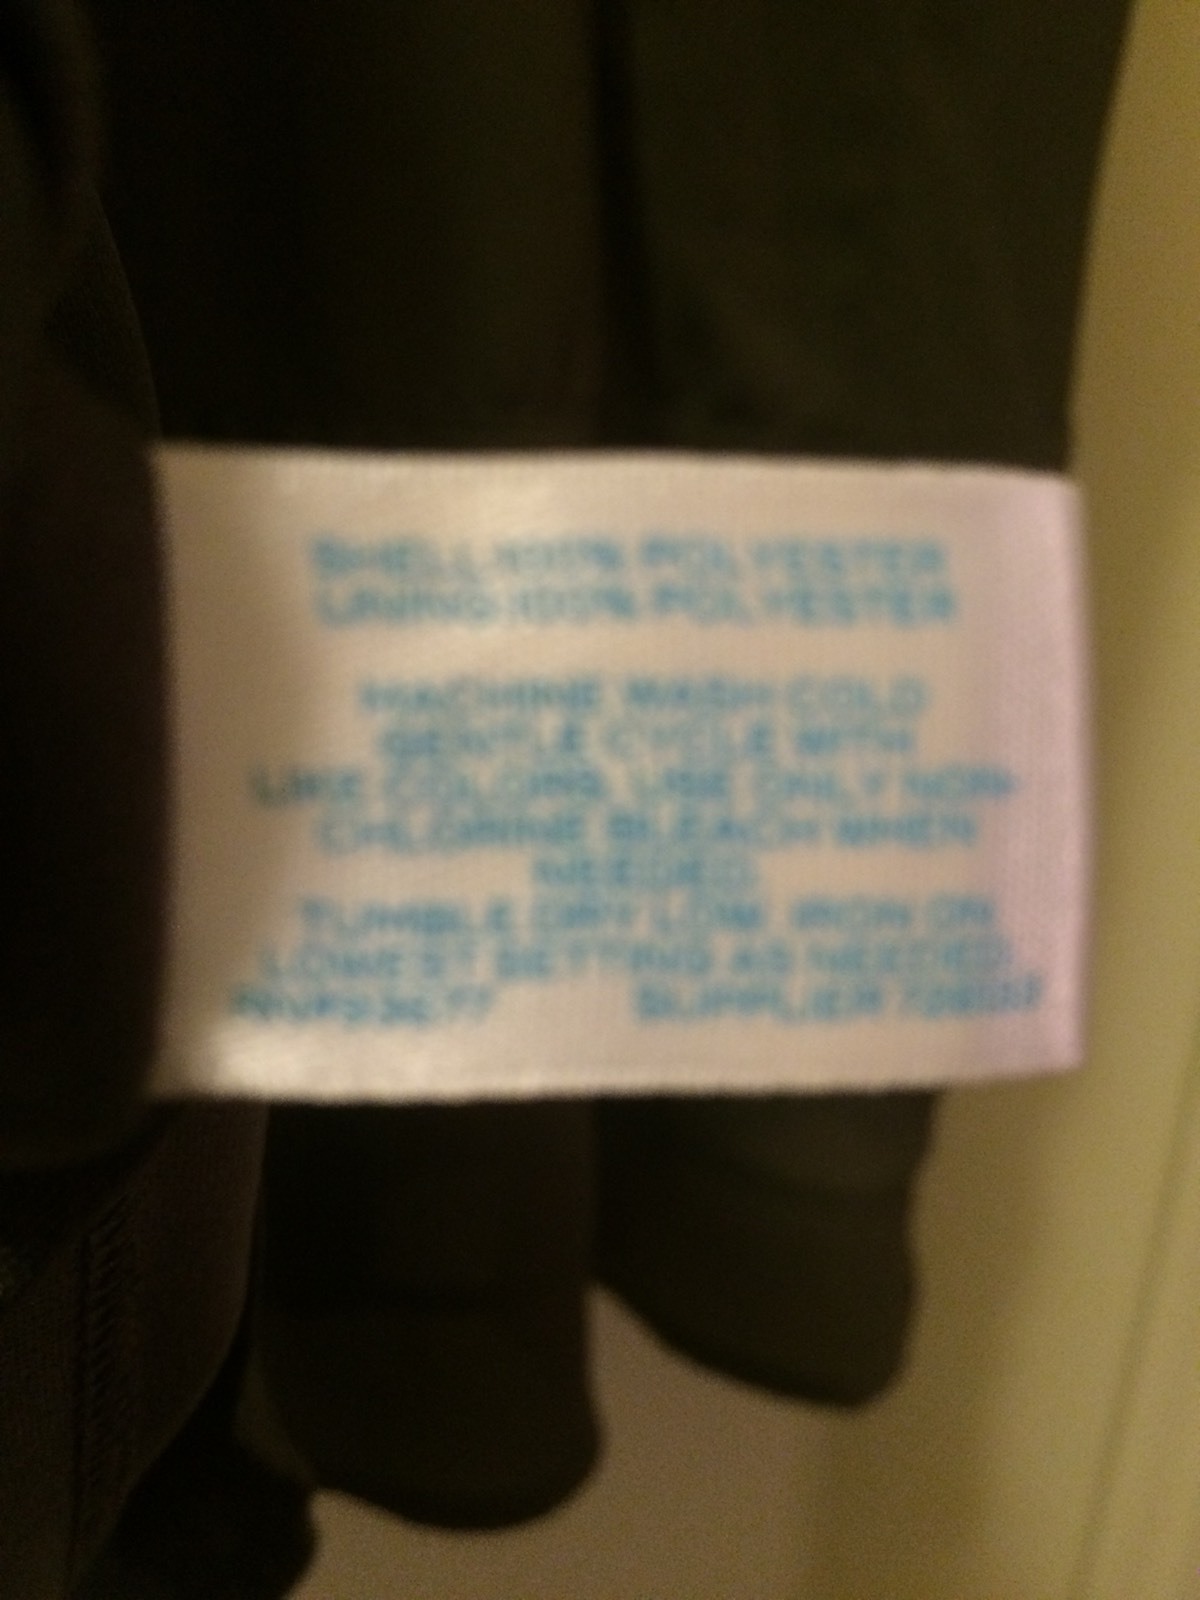 SHELL:100% POLYESTER
LINING:100% POLYESTER
MACHINE WASH COLD
GENTLE CYCLE WITH
LIKE COLORS. USE ONLY NON-
CHLORINE BLEACH WHEN
NEEDED.
TUMBLE DRY LOW. IRON ON
LOWEST SETTING AS NEEDED.
SUPPLIER